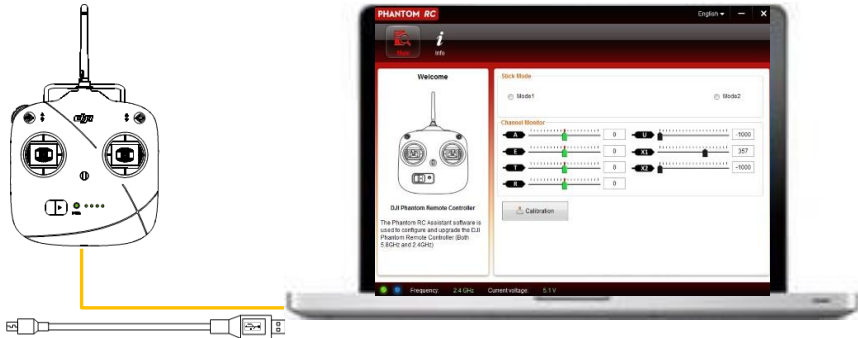 PHANTOM RC
English
Main
Info
Welcome
DJI Phantom Remote Controller
The Phantom RC Assistant software is
used to configure and upgrade the DJI
Phantom Remote Controller (Both
5.8GHz and 2.4GHz)
Stick Mode
Mode1
Mode2
Channel Monitor
A 0
U -1000
E 0
X1 357
T 0
X2 -1000
R 0
Calibration
Frequency: 2.4 GHz Current voltage: 5.1 V
dji